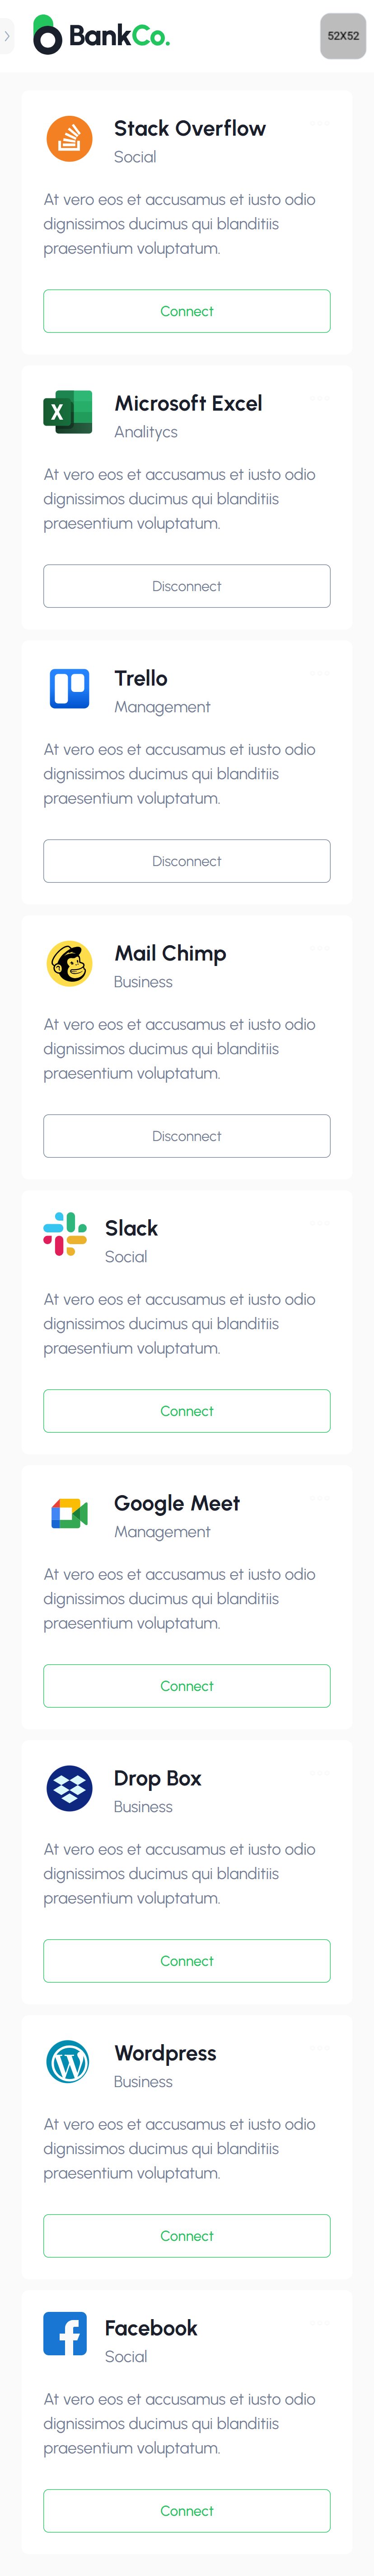 BankCo.
52X52
Stack Overflow
Social
At vero eos et accusamus et iusto odio
dignissimos ducimus qui blanditiis
praesentium voluptatum.
Connect
X
Microsoft Excel
Analitycs
At vero eos et accusamus et iusto odio
dignissimos ducimus qui blanditiis
praesentium voluptatum.
Disconnect
Trello
Management
At vero eos et accusamus et iusto odio
dignissimos ducimus qui blanditiis
praesentium voluptatum.
Disconnect
Mail Chimp
Business
At vero eos et accusamus et iusto odio
dignissimos ducimus qui blanditiis
praesentium voluptatum.
Disconnect
Slack
Social
At vero eos et accusamus et iusto odio
dignissimos ducimus qui blanditiis
praesentium voluptatum.
Connect
Google Meet
Management
At vero eos et accusamus et iusto odio
dignissimos ducimus qui blanditiis
praesentium voluptatum.
Connect
Drop Box
Business
At vero eos et accusamus et iusto odio
dignissimos ducimus qui blanditiis
praesentium voluptatum.
Connect
Wordpress
Business
At vero eos et accusamus et iusto odio
dignissimos ducimus qui blanditiis
praesentium voluptatum.
Connect
Facebook
Social
At vero eos et accusamus et iusto odio
dignissimos ducimus qui blanditiis
praesentium voluptatum.
Connect